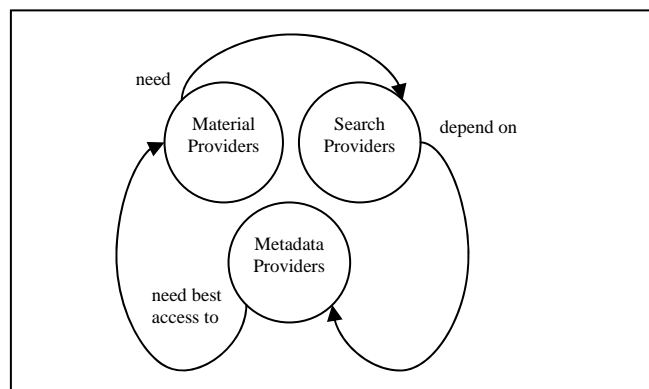 need
Material
Providers
Search
Providers
depend on
Metadata
Providers
need best
access to